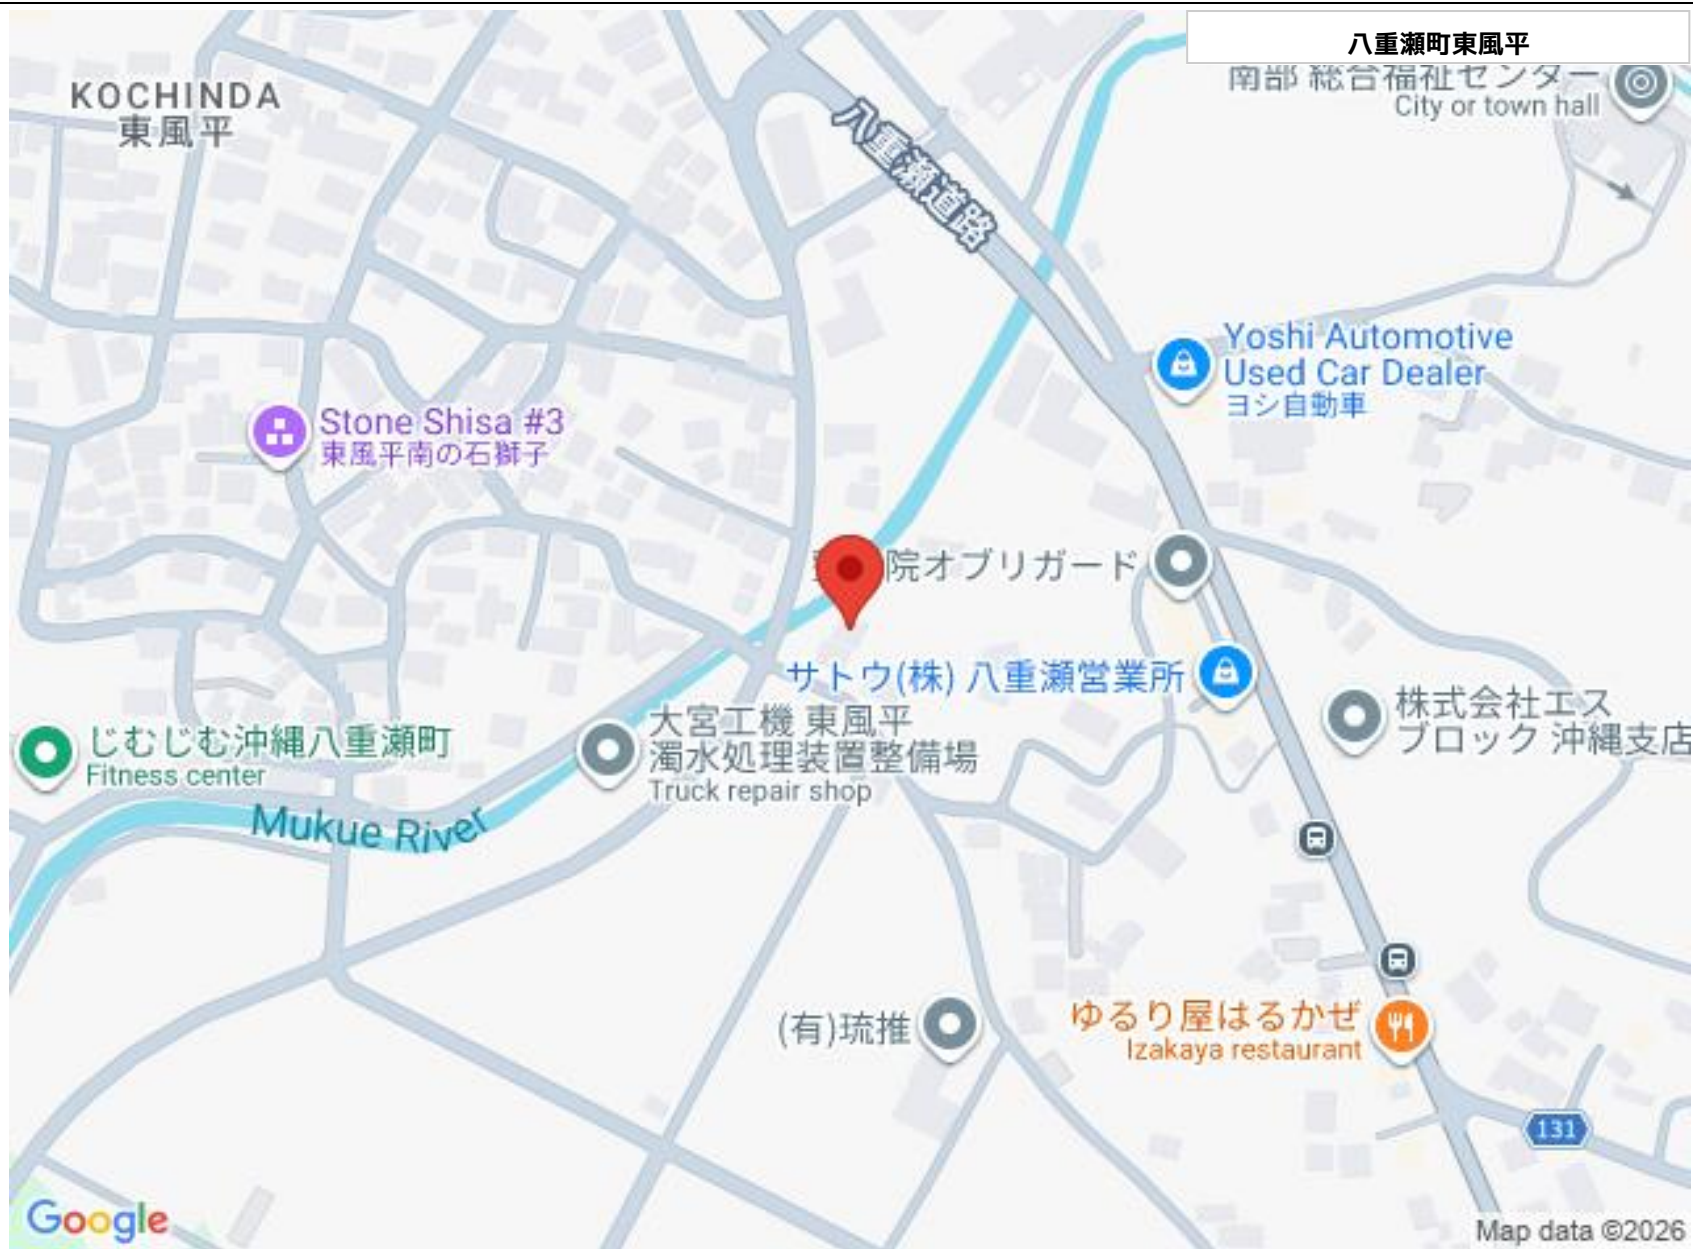 八重瀬町東風平
KOCHINDA
東風平
南部 総合福祉センター
City or town hall
八重瀬道路
Yoshi Automotive
Used Car Dealer
ヨシ自動車
Stone Shisa #3
東風平南の石獅子
院オブリガード
サトウ(株) 八重瀬営業所
大宮工機 東風平
濁水処理装置整備場
Truck repair shop
株式会社エス
ブロック 沖縄支店
じむじむ沖縄八重瀬町
Fitness center
Mukue River
(有)琉推
ゆるり屋はるかぜ
Izakaya restaurant
131
Google
Map data ©2026